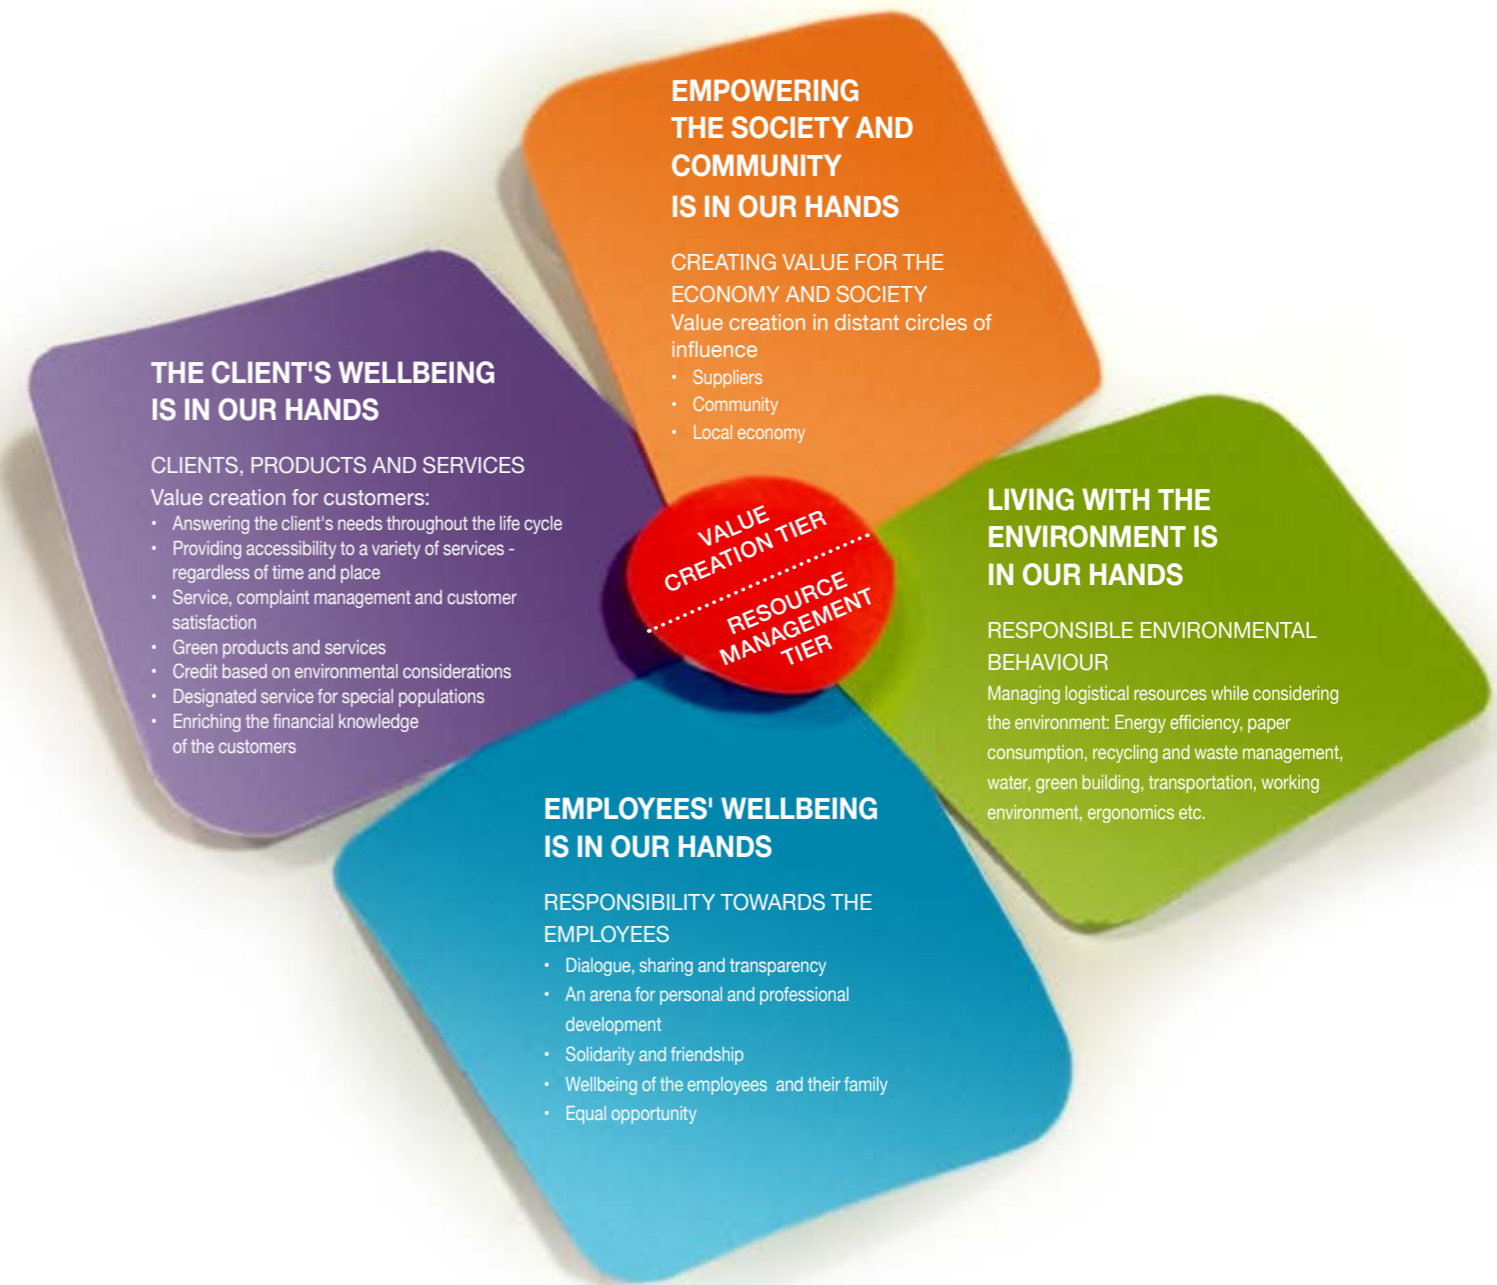 EMPOWERING
THE SOCIETY AND
COMMUNITY
IS IN OUR HANDS
CREATING VALUE FOR THE
ECONOMY AND SOCIETY
Value creation in distant circles of
influence
• Suppliers
• Community
• Local economy
THE CLIENT'S WELLBEING
IS IN OUR HANDS
CLIENTS, PRODUCTS AND SERVICES
Value creation for customers:
• Answering the client's needs throughout the life cycle
• Providing accessibility to a variety of services -
regardless of time and place
• Service, complaint management and customer
satisfaction
• Green products and services
• Credit based on environmental considerations
• Designated service for special populations
• Enriching the financial knowledge
of the customers
VALUE
CREATION TIER
RESOURCE
MANAGEMENT
TIER
LIVING WITH THE
ENVIRONMENT IS
IN OUR HANDS
RESPONSIBLE ENVIRONMENTAL
BEHAVIOUR
Managing logistical resources while considering
the environment: Energy efficiency, paper
consumption, recycling and waste management,
water, green building, transportation, working
environment, ergonomics etc.
EMPLOYEES' WELLBEING
IS IN OUR HANDS
RESPONSIBILITY TOWARDS THE
EMPLOYEES
• Dialogue, sharing and transparency
• An arena for personal and professional
development
• Solidarity and friendship
• Wellbeing of the employees and their family
• Equal opportunity